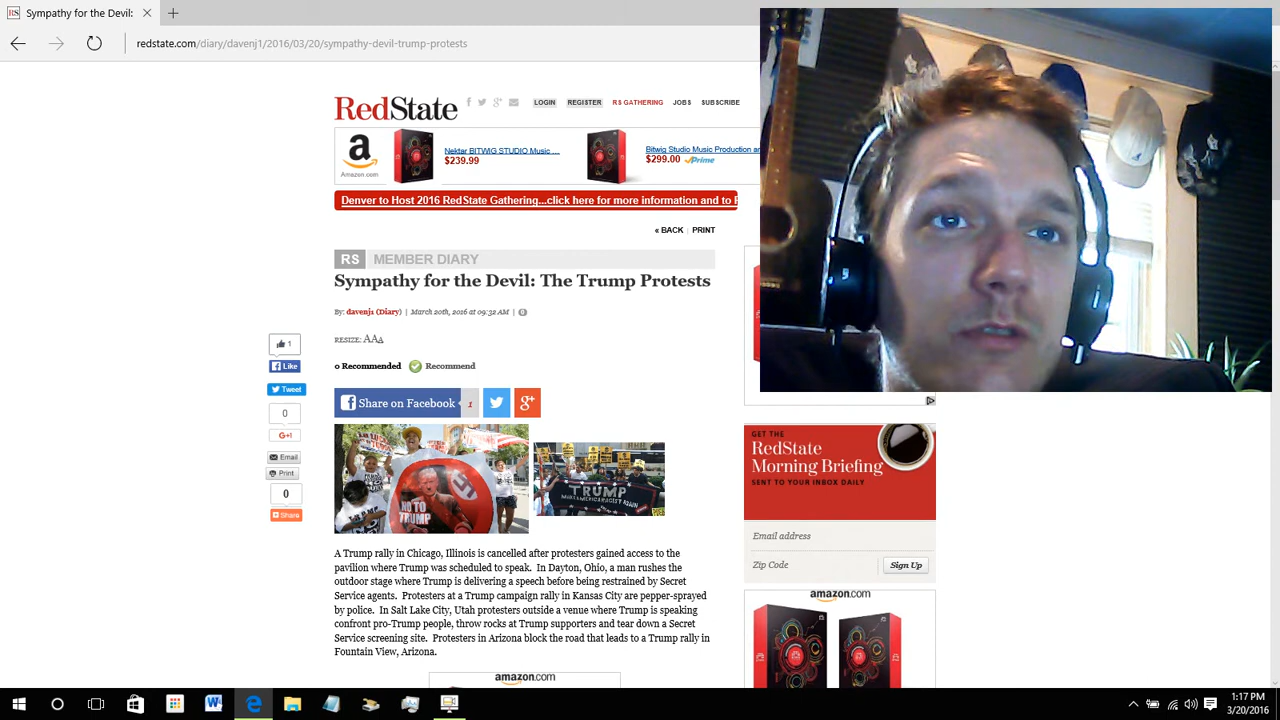 RS Sympathy for the Devil:
redstate.com/diary/davenj1/2016/03/20/sympathy-devil-trump-protests
RedState
LOGIN REGISTER RS GATHERING JOBS SUBSCRIBE
a
Amazon.com
Nektar BITWIG STUDIO Music ...
$239.99
Bitwig Studio Music Production
$299.00 Prime
Denver to Host 2016 RedState Gathering...click here for more information and to
« BACK | PRINT
RS MEMBER DIARY
Sympathy for the Devil: The Trump Protests
By: davenj1 (Diary) | March 20th, 2016 at 09:32 AM | 0
RESIZE: AAA
0 Recommended Recommend
Share on Facebook 1
g+
1
Like
Tweet
0
G+1
Email
Print
0
Share
NO TO
TRUMP
TRUMP
MAKE AMERICA RACIST AGAIN
A Trump rally in Chicago, Illinois is cancelled after protesters gained access to the
pavilion where Trump was scheduled to speak. In Dayton, Ohio, a man rushes the
outdoor stage where Trump is delivering a speech before being restrained by Secret
Service agents. Protesters at a Trump campaign rally in Kansas City are pepper-sprayed
by police. In Salt Lake City, Utah protesters outside a venue where Trump is speaking
confront pro-Trump people, throw rocks at Trump supporters and tear down a Secret
Service screening site. Protesters in Arizona block the road that leads to a Trump rally in
Fountain View, Arizona.
amazon.com
GET THE
RedState
Morning Briefing
SENT TO YOUR INBOX DAILY
Email address
Zip Code
Sign Up
amazon.com
1:17 PM
3/20/2016